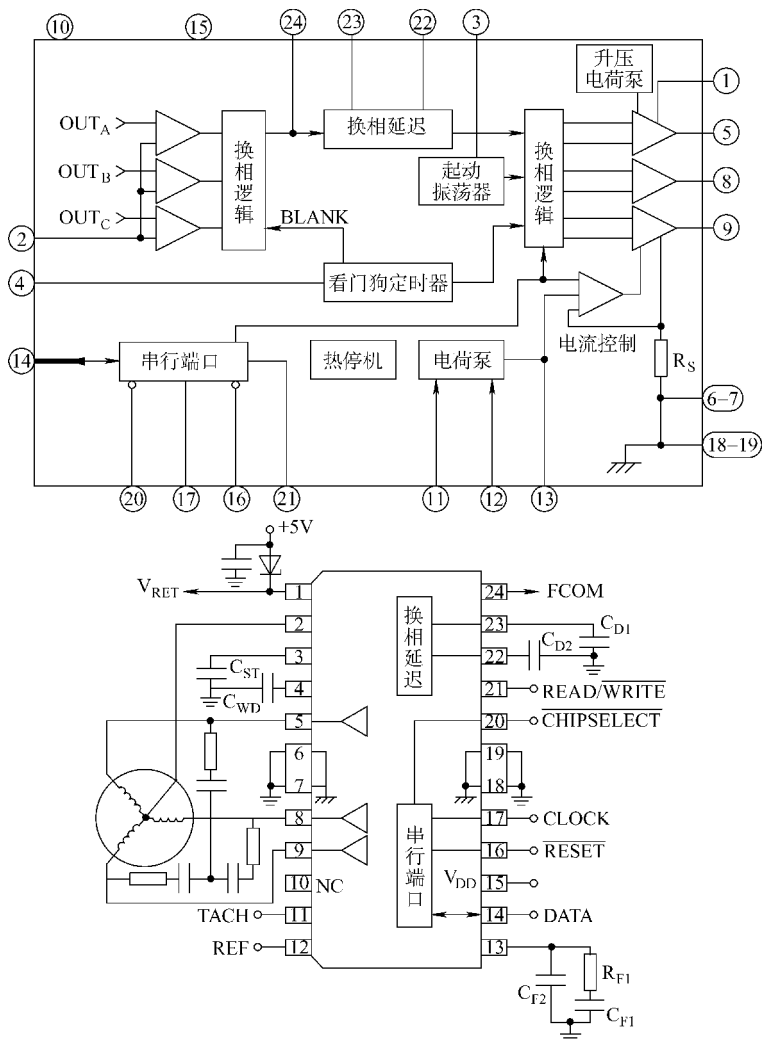 10
15
24
23
22
3
升压
电荷泵
1
OUTA
换相延迟
5
OUTB
换相逻辑
起动
振荡器
换相逻辑
8
OUTC
BLANK
9
2
4
看门狗定时器
电流控制
14
串行端口
热停机
电荷泵
RS
6-7
18-19
20
17
16
21
11
12
13
+5V
VRET
1
24
FCOM
2
换相延迟
23
CD1
3
CST
22
CD2
4
CWD
21
READ/WRITE
5
20
CHIPSELECT
6
19
7
18
8
17
CLOCK
9
串行端口
16
RESET
10
NC
VDD
15
TACH
11
14
DATA
REF
12
13
CF2
RF1
CF1